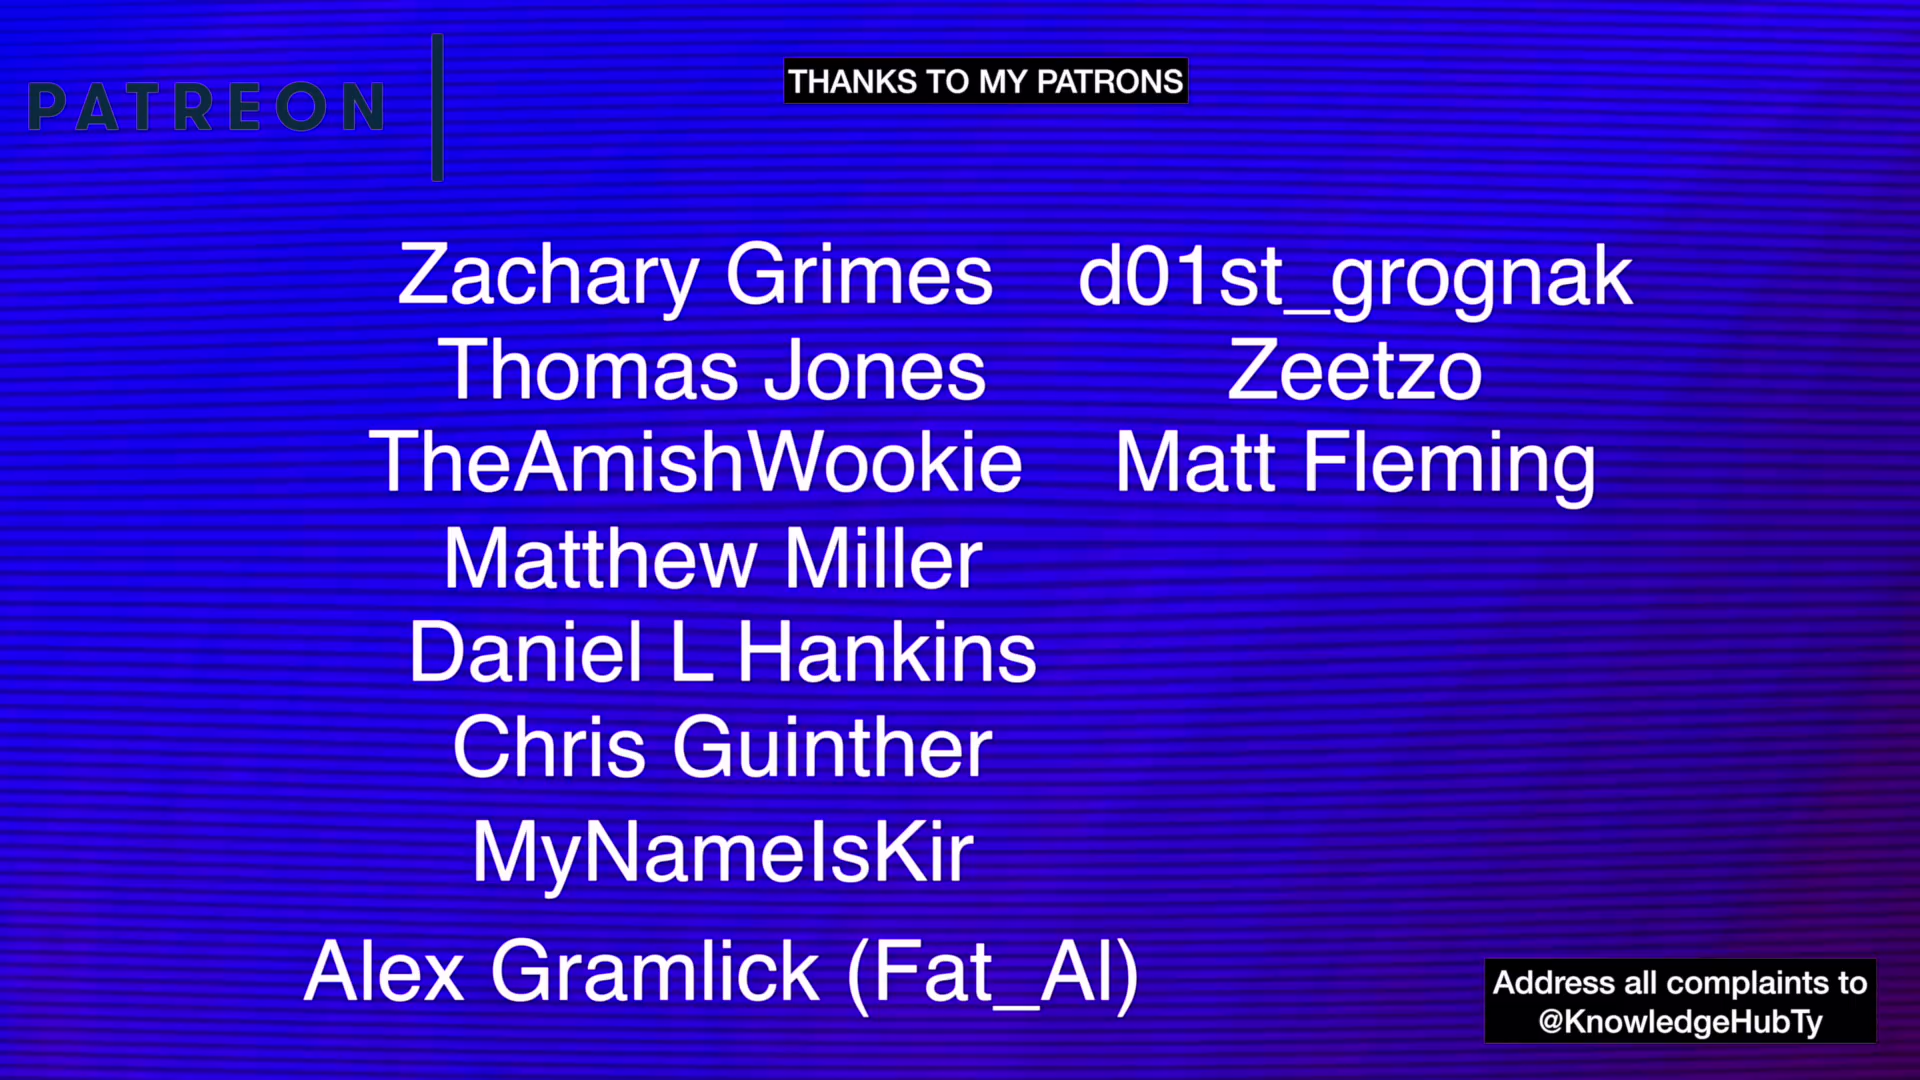 PATREON
THANKS TO MY PATRONS
Zachary Grimes
Thomas Jones
TheAmishWookie
Matthew Miller
Daniel L Hankins
Chris Guinther
MyNameIsKir
Alex Gramlick (Fat_Al)
d01st_grognak
Zeetzo
Matt Fleming
Address all complaints to
@KnowledgeHubTy